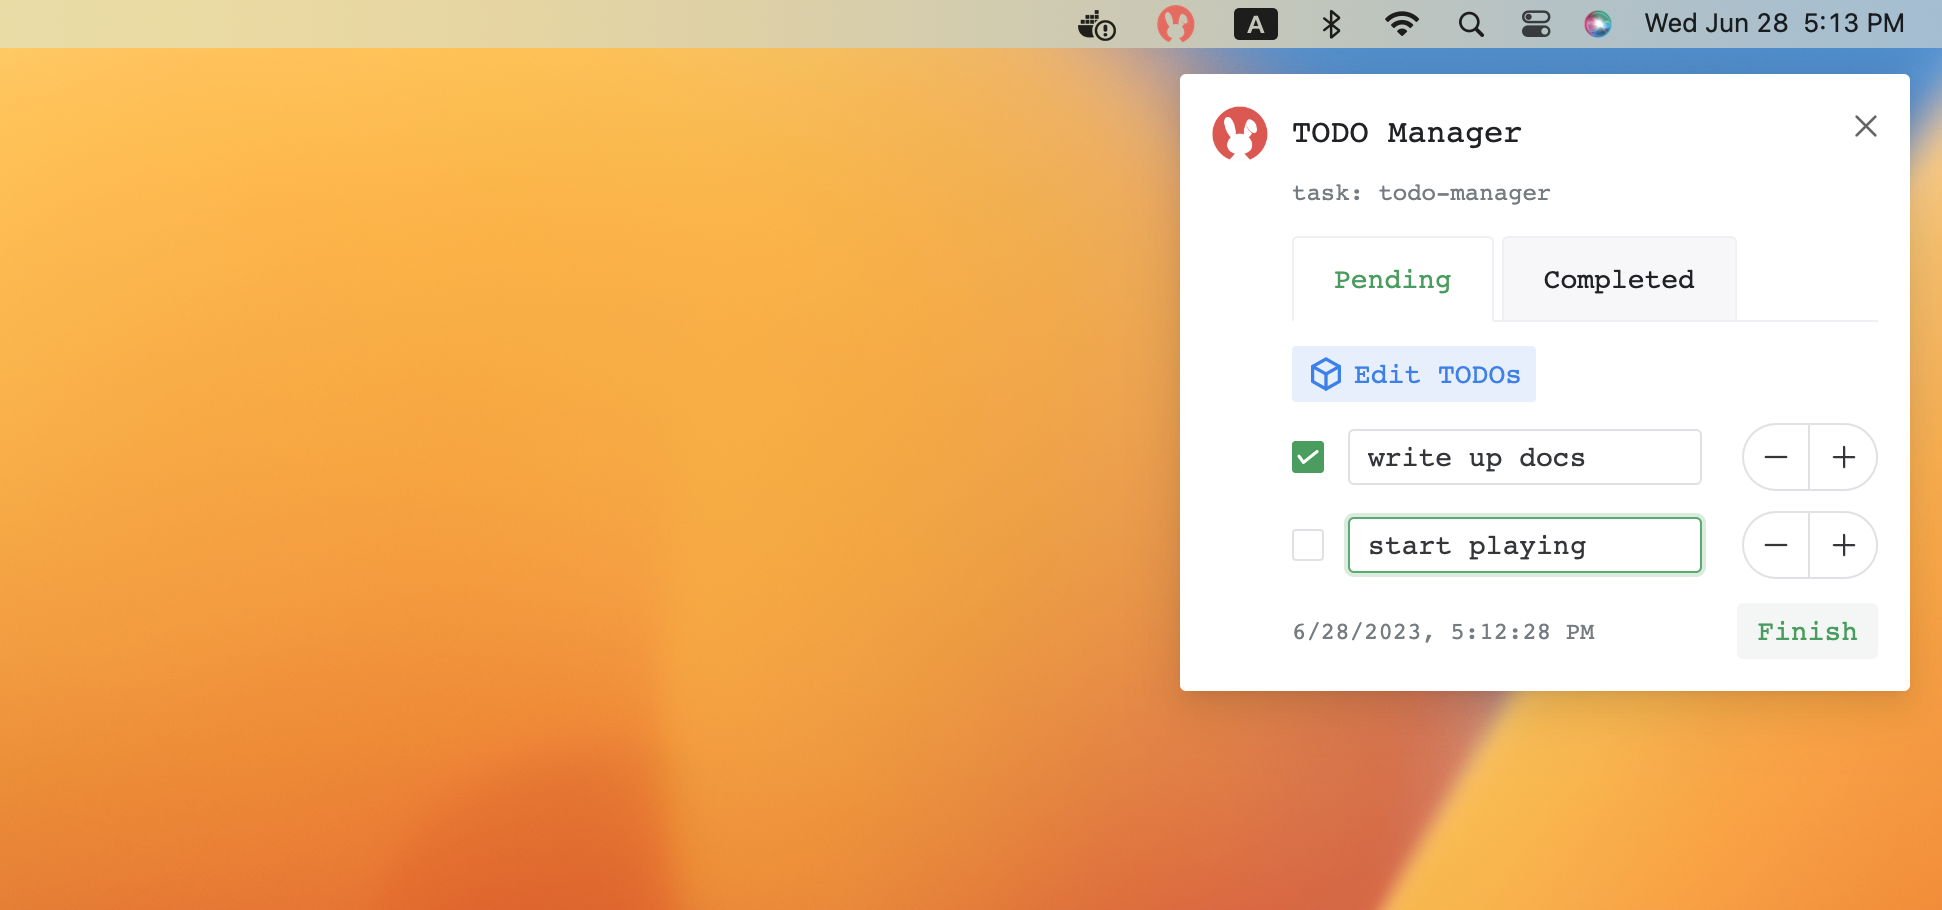 A
Wed Jun 28 5:13 PM
TODO Manager
task: todo-manager
Pending Completed
Edit TODOs
write up docs
start playing
6/28/2023, 5:12:28 PM Finish